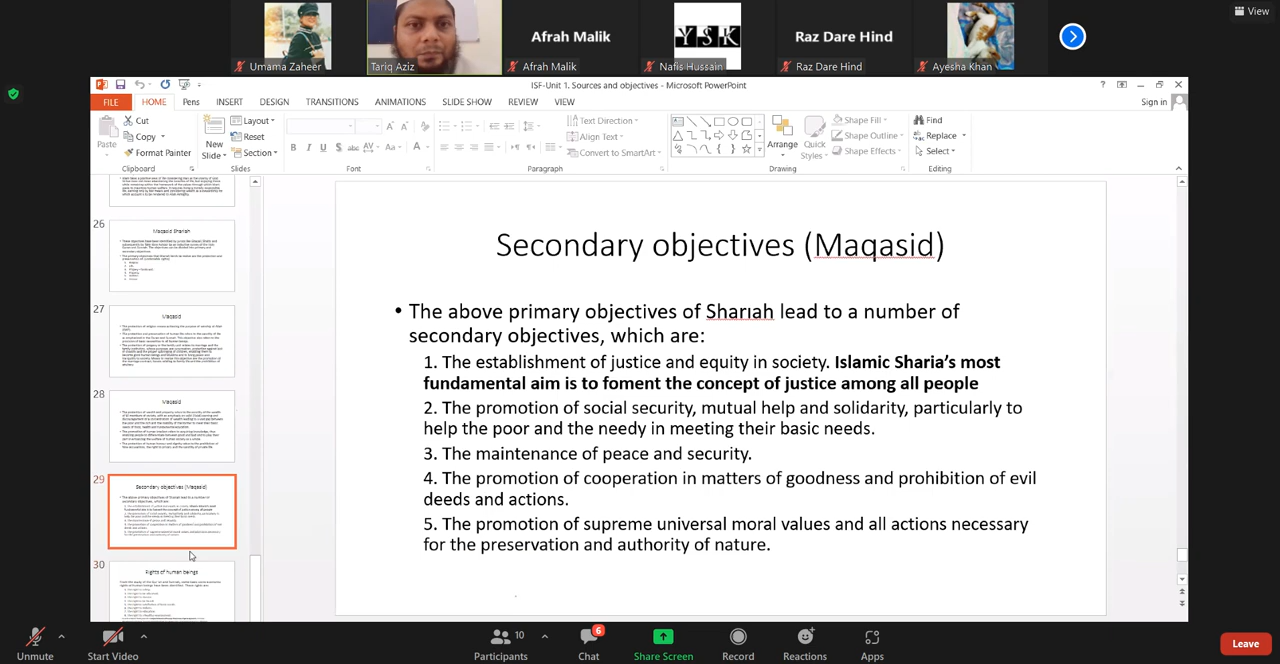 View
Afrah Malik
YSK
Raz Dare Hind
Umama Zaheer
Tariq Aziz
Afrah Malik
Nafis Hussain
Raz Dare Hind
Ayesha Khan
ISF-Unit 1. Sources and objectives - Microsoft PowerPoint
FILE HOME Pens INSERT DESIGN TRANSITIONS ANIMATIONS SLIDE SHOW REVIEW VIEW Sign in
Paste
Cut
Copy
Format Painter
Clipboard
New Slide
Layout
Reset
Section
Slides
Font
Text Direction
Align Text
Convert to SmartArt
Paragraph
Arrange
Quick Styles
Shape Fill
Shape Outline
Shape Effects
Drawing
Find
Replace
Select
Editing
26
Maqasid Shariah
27
Maqasid
28
Maqasid
29
Secondary objectives (Maqasid)
30
Rights of human beings
Secondary objectives (Maqasid)
• The above primary objectives of Shariah lead to a number of
secondary objectives, which are:
1. The establishment of justice and equity in society. Islamic Sharia's most
fundamental aim is to foment the concept of justice among all people
2. The promotion of social security, mutual help and solidarity, particularly to
help the poor and the needy in meeting their basic needs.
3. The maintenance of peace and security.
4. The promotion of cooperation in matters of goodness and prohibition of evil
deeds and actions.
5. The promotion of supreme universal moral values and all actions necessary
for the preservation and authority of nature.
Unmute
Start Video
10
Participants
6
Chat
Share Screen
Record
Reactions
Apps
Leave